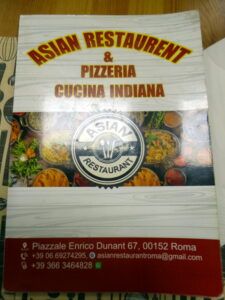 ASIAN RESTAURENT
&
PIZZERIA
CUCINA INDIANA
ASIAN
RESTAURANT
Piazzale Enrico Dunant 67, 00152 Roma
+39 06.69274295, asianrestaurantroma@gmail.com
+39 366 3464828